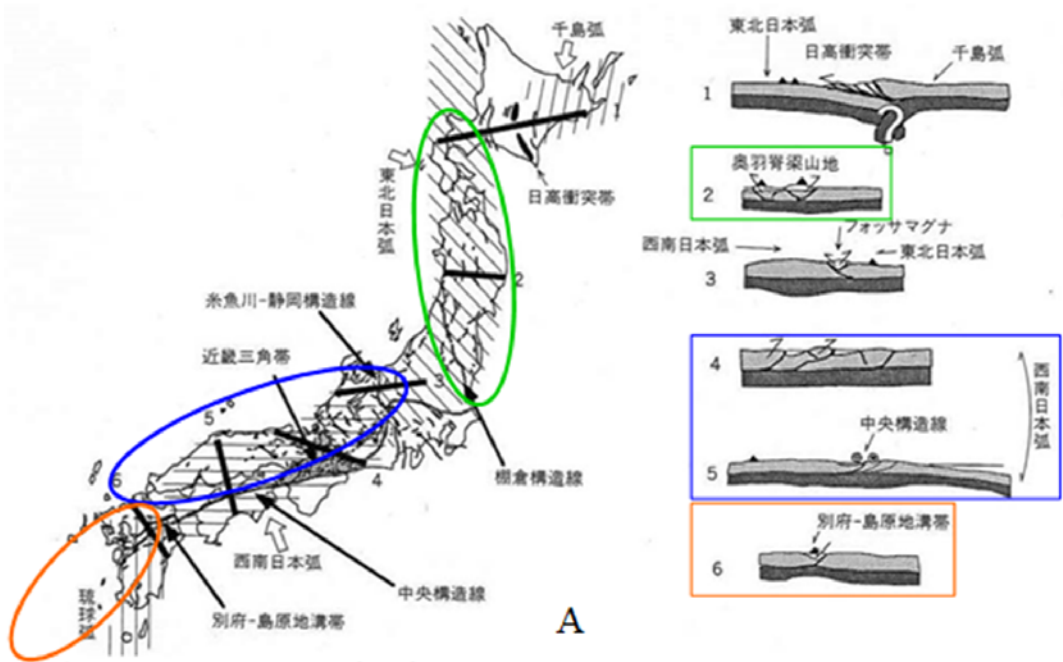 千島弧
1
東北日本弧
日高衝突帯
2
糸魚川-静岡構造線
近畿三角帯
3
5
4
6
棚倉構造線
西南日本弧
中央構造線
琉球弧
別府-島原地溝帯
A
東北日本弧
日高衝突帯
千島弧
1
?
奥羽脊梁山地
2
フォッサマグナ
西南日本弧
東北日本弧
3
4
西南日本弧
中央構造線
5
別府-島原地溝帯
6